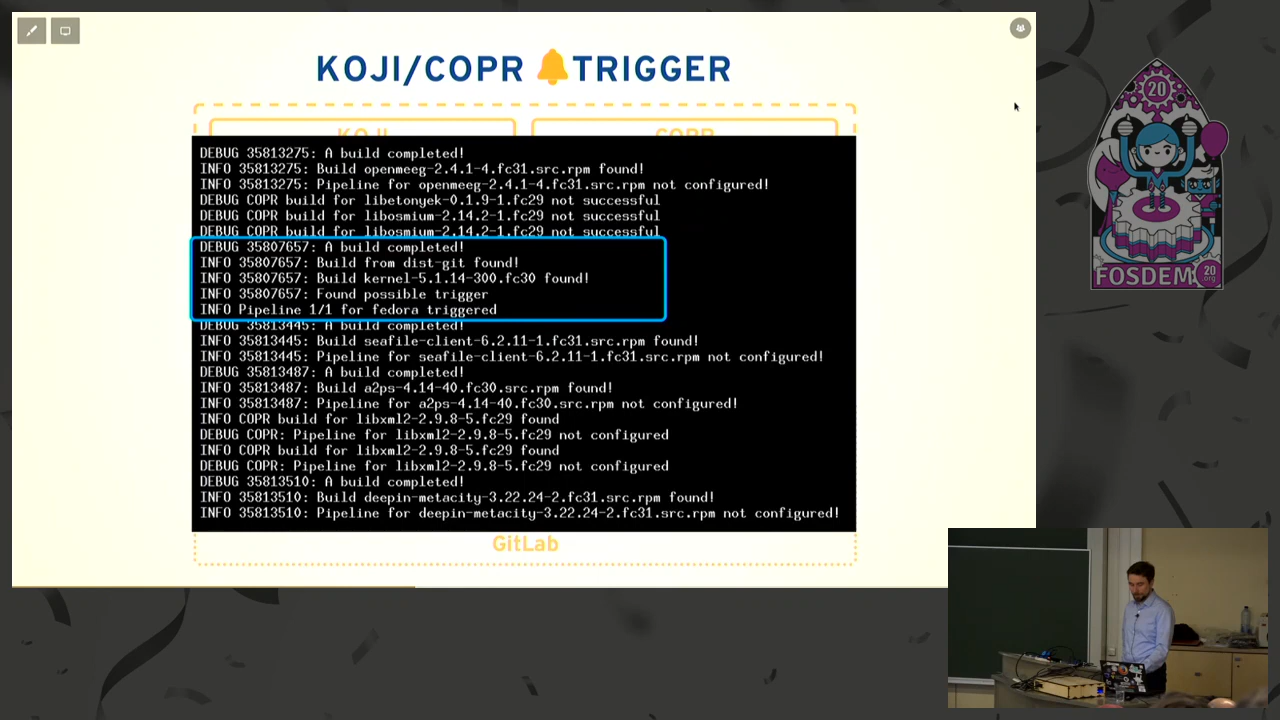 KOJI/COPR 🔔TRIGGER
KOJI
COPR
DEBUG 35813275: A build completed!
INFO 35813275: Build openmeeg-2.4.1-4.fc31.src.rpm found!
INFO 35813275: Pipeline for openmeeg-2.4.1-4.fc31.src.rpm not configured!
DEBUG COPR build for libetonyek-0.1.9-1.fc29 not successful
DEBUG COPR build for libosmium-2.14.2-1.fc29 not successful
DEBUG COPR build for libosmium-2.14.2-1.fc29 not successful
DEBUG 35807657: A build completed!
INFO 35807657: Build from dist-git found!
INFO 35807657: Build kernel-5.1.14-300.fc30 found!
INFO 35807657: Found possible trigger
INFO Pipeline 1/1 for fedora triggered
DEBUG 35813445: A build completed!
INFO 35813445: Build seafile-client-6.2.11-1.fc31.src.rpm found!
INFO 35813445: Pipeline for seafile-client-6.2.11-1.fc31.src.rpm not configured!
DEBUG 35813487: A build completed!
INFO 35813487: Build a2ps-4.14-40.fc30.src.rpm found!
INFO 35813487: Pipeline for a2ps-4.14-40.fc30.src.rpm not configured!
INFO COPR build for libxml2-2.9.8-5.fc29 found
DEBUG COPR: Pipeline for libxml2-2.9.8-5.fc29 not configured
INFO COPR build for libxml2-2.9.8-5.fc29 found
DEBUG COPR: Pipeline for libxml2-2.9.8-5.fc29 not configured
DEBUG 35813510: A build completed!
INFO 35813510: Build deepin-metacity-3.22.24-2.fc31.src.rpm found!
INFO 35813510: Pipeline for deepin-metacity-3.22.24-2.fc31.src.rpm not configured!
GitLab
20
FOSDEM
20
.org